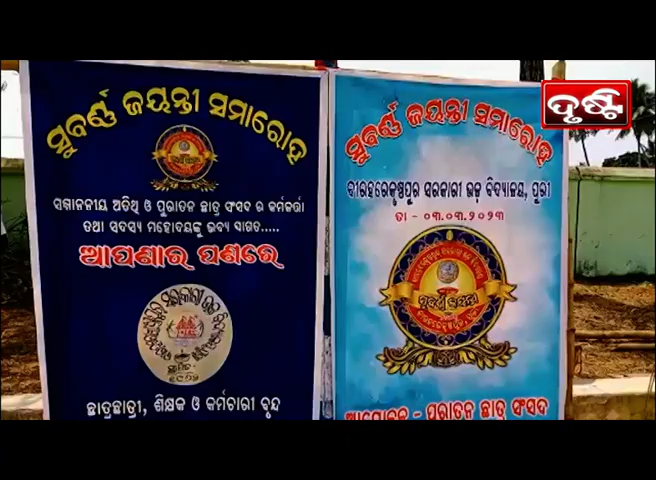 ଦୃଷ୍ଟି
ସୁବର୍ଣ୍ଣ ଜୟନ୍ତୀ ସମାରୋହ
ସମ୍ମାନନୀୟ ଅତିଥି ଓ ପୁରାତନ ଛାତ୍ର ସଂସଦ ର କର୍ମକର୍ତ୍ତା
ତଥା ସଦସ୍ୟ ମହୋଦୟଙ୍କୁ ଭବ୍ୟ ସ୍ୱାଗତ.....
ଆପଣାର ପଣରେ
ଛାତ୍ରଛାତ୍ରୀ, ଶିକ୍ଷକ ଓ କର୍ମଚାରୀ ବୃନ୍ଦ
ସୁବର୍ଣ୍ଣ ଜୟନ୍ତୀ ସମାରୋହ
ବୀରହରେକୃଷ୍ଣପୁର ସରକାରୀ ଉଚ୍ଚ ବିଦ୍ୟାଳୟ, ପୁରୀ
ତା - ୦୩.୦୩.୨୦୨୩
ସୁବର୍ଣ୍ଣ ଜୟନ୍ତୀ
ଆୟୋଜକ - ପୁରାତନ ଛାତ୍ର ସଂସଦ